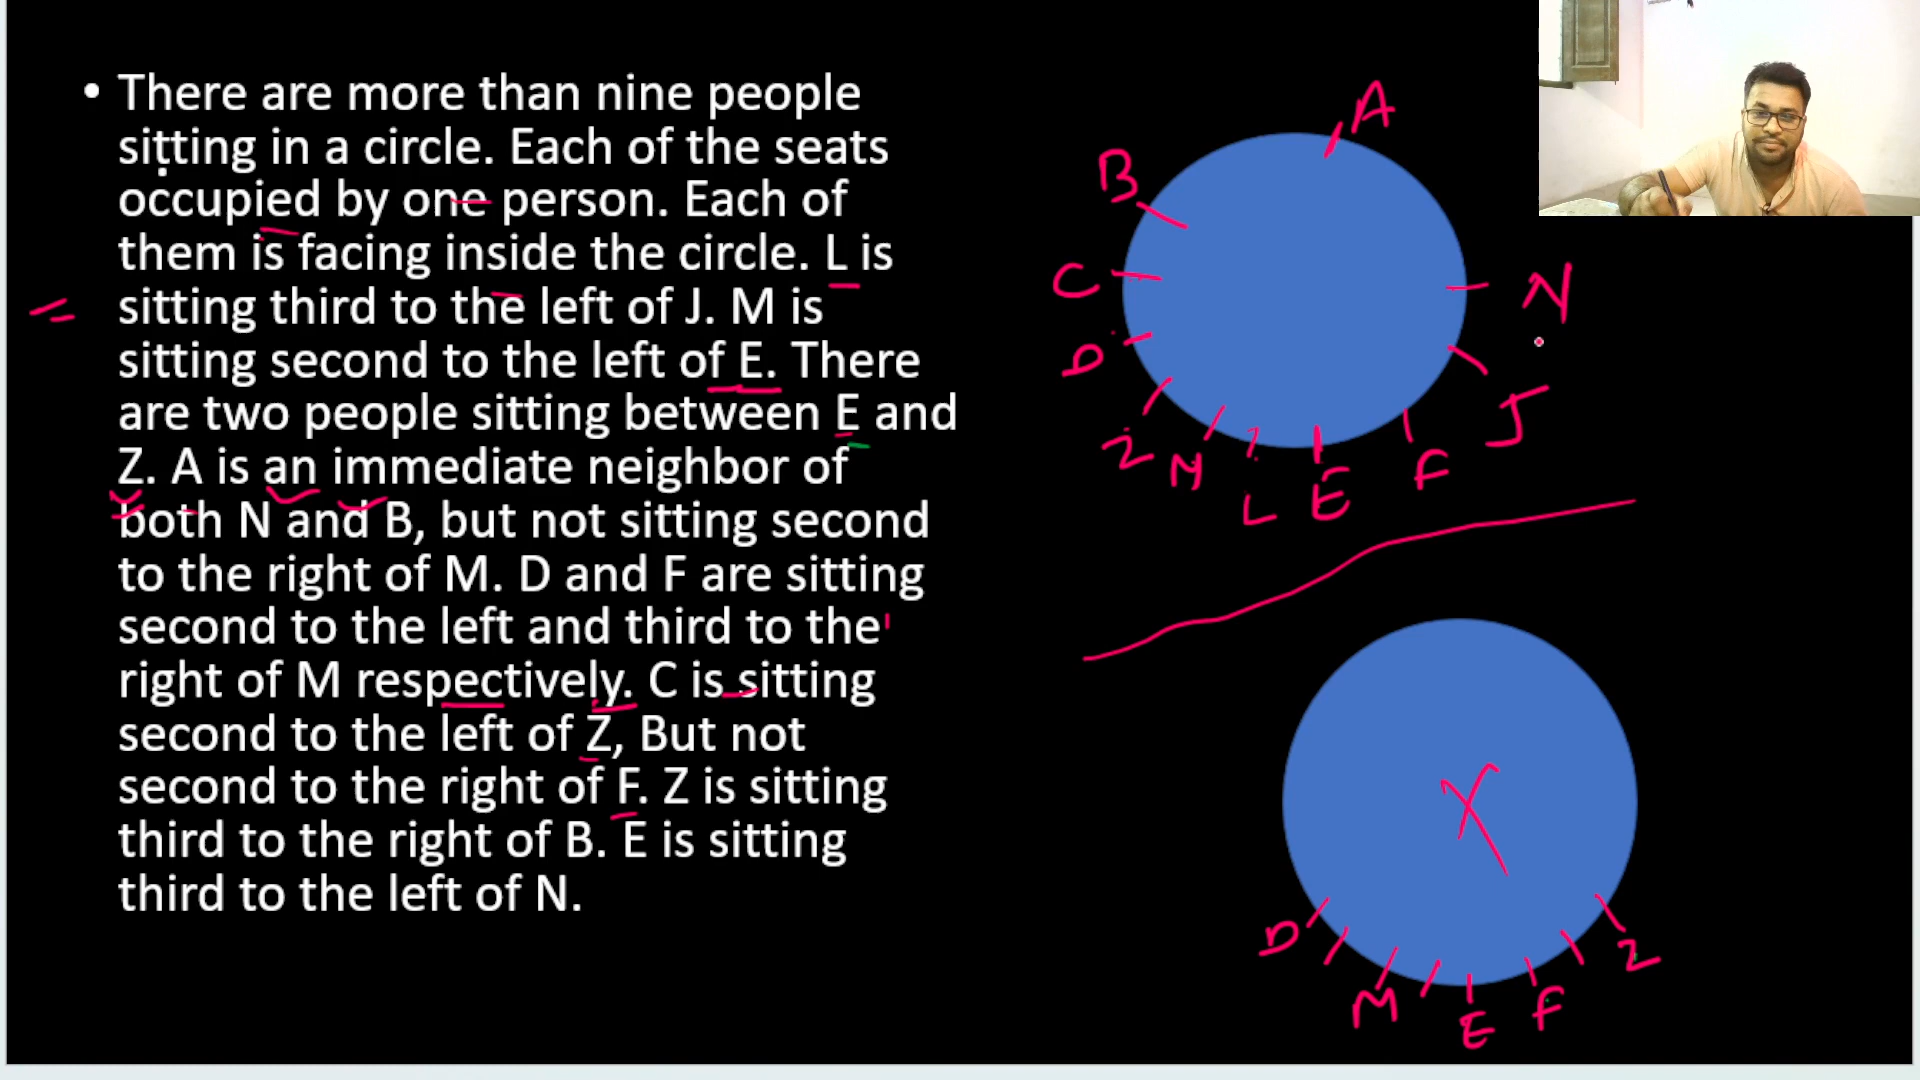 • There are more than nine people
sitting in a circle. Each of the seats
occupied by one person. Each of
them is facing inside the circle. L is
sitting third to the left of J. M is
sitting second to the left of E. There
are two people sitting between E and
Z. A is an immediate neighbor of
both N and B, but not sitting second
to the right of M. D and F are sitting
second to the left and third to the
right of M respectively. C is sitting
second to the left of Z, But not
second to the right of F. Z is sitting
third to the right of B. E is sitting
third to the left of N.
A
B
C
N
D
J
Z
M
L
E
F
X
D
Z
M
E
F